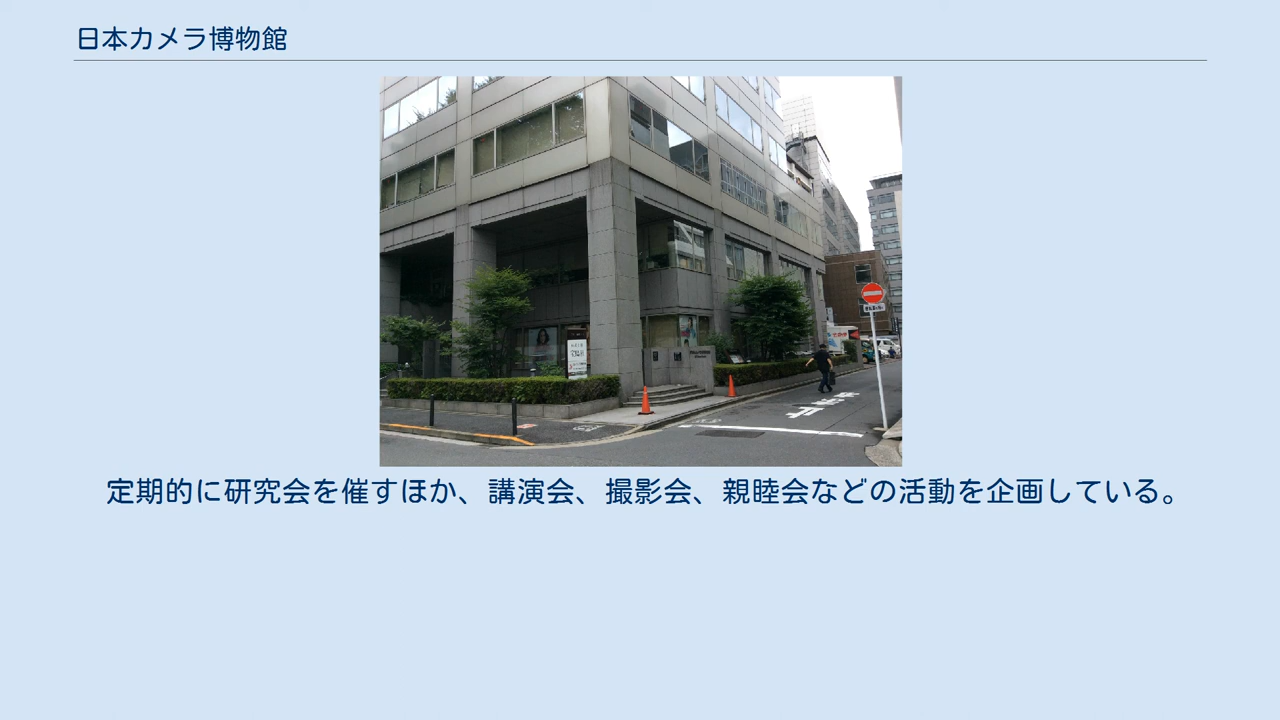 日本カメラ博物館
定期的に研究会を催すほか、講演会、撮影会、親睦会などの活動を企画している。